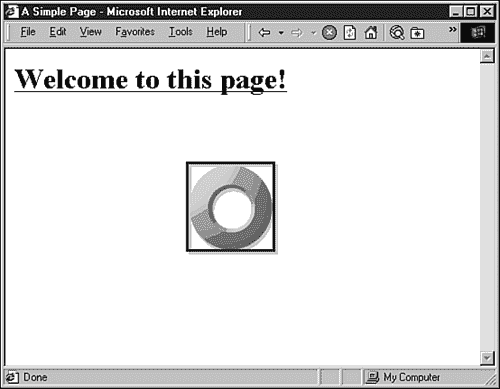 A Simple Page - Microsoft Internet Explorer
File Edit View Favorites Tools Help »
Welcome to this page!
Done My Computer